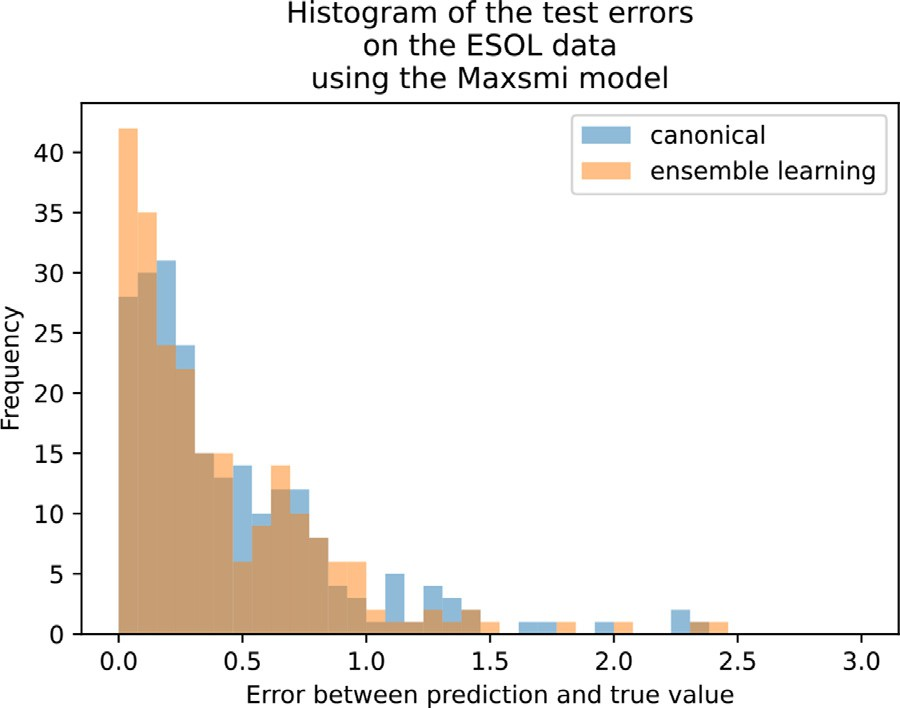 Histogram of the test errors
on the ESOL data
using the Maxsmi model
canonical
ensemble learning
Frequency
40
35
30
25
20
15
10
5
0
0.0 0.5 1.0 1.5 2.0 2.5 3.0
Error between prediction and true value